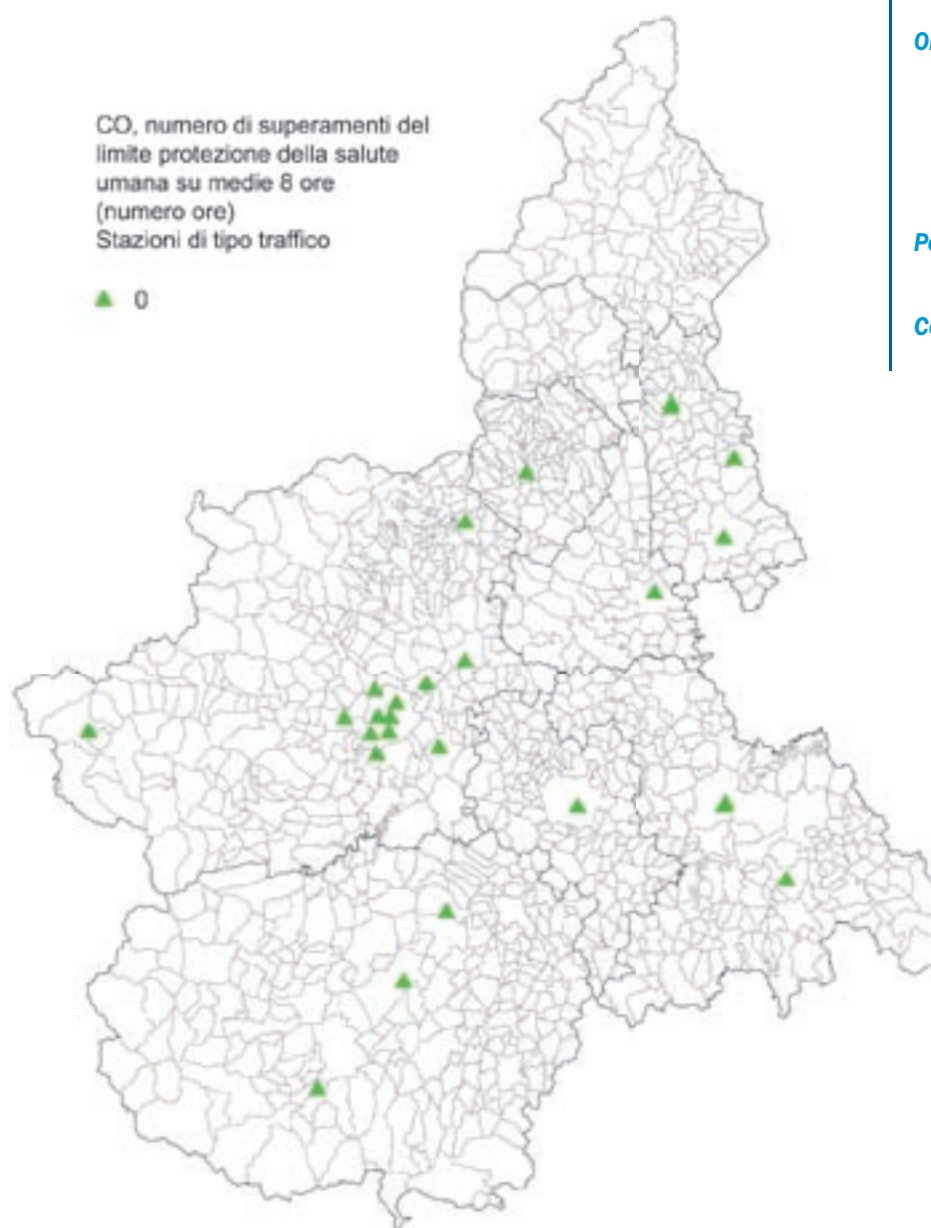 CO, numero di superamenti del
limite protezione della salute
umana su medie 8 ore
(numero ore)
Stazioni di tipo traffico
0